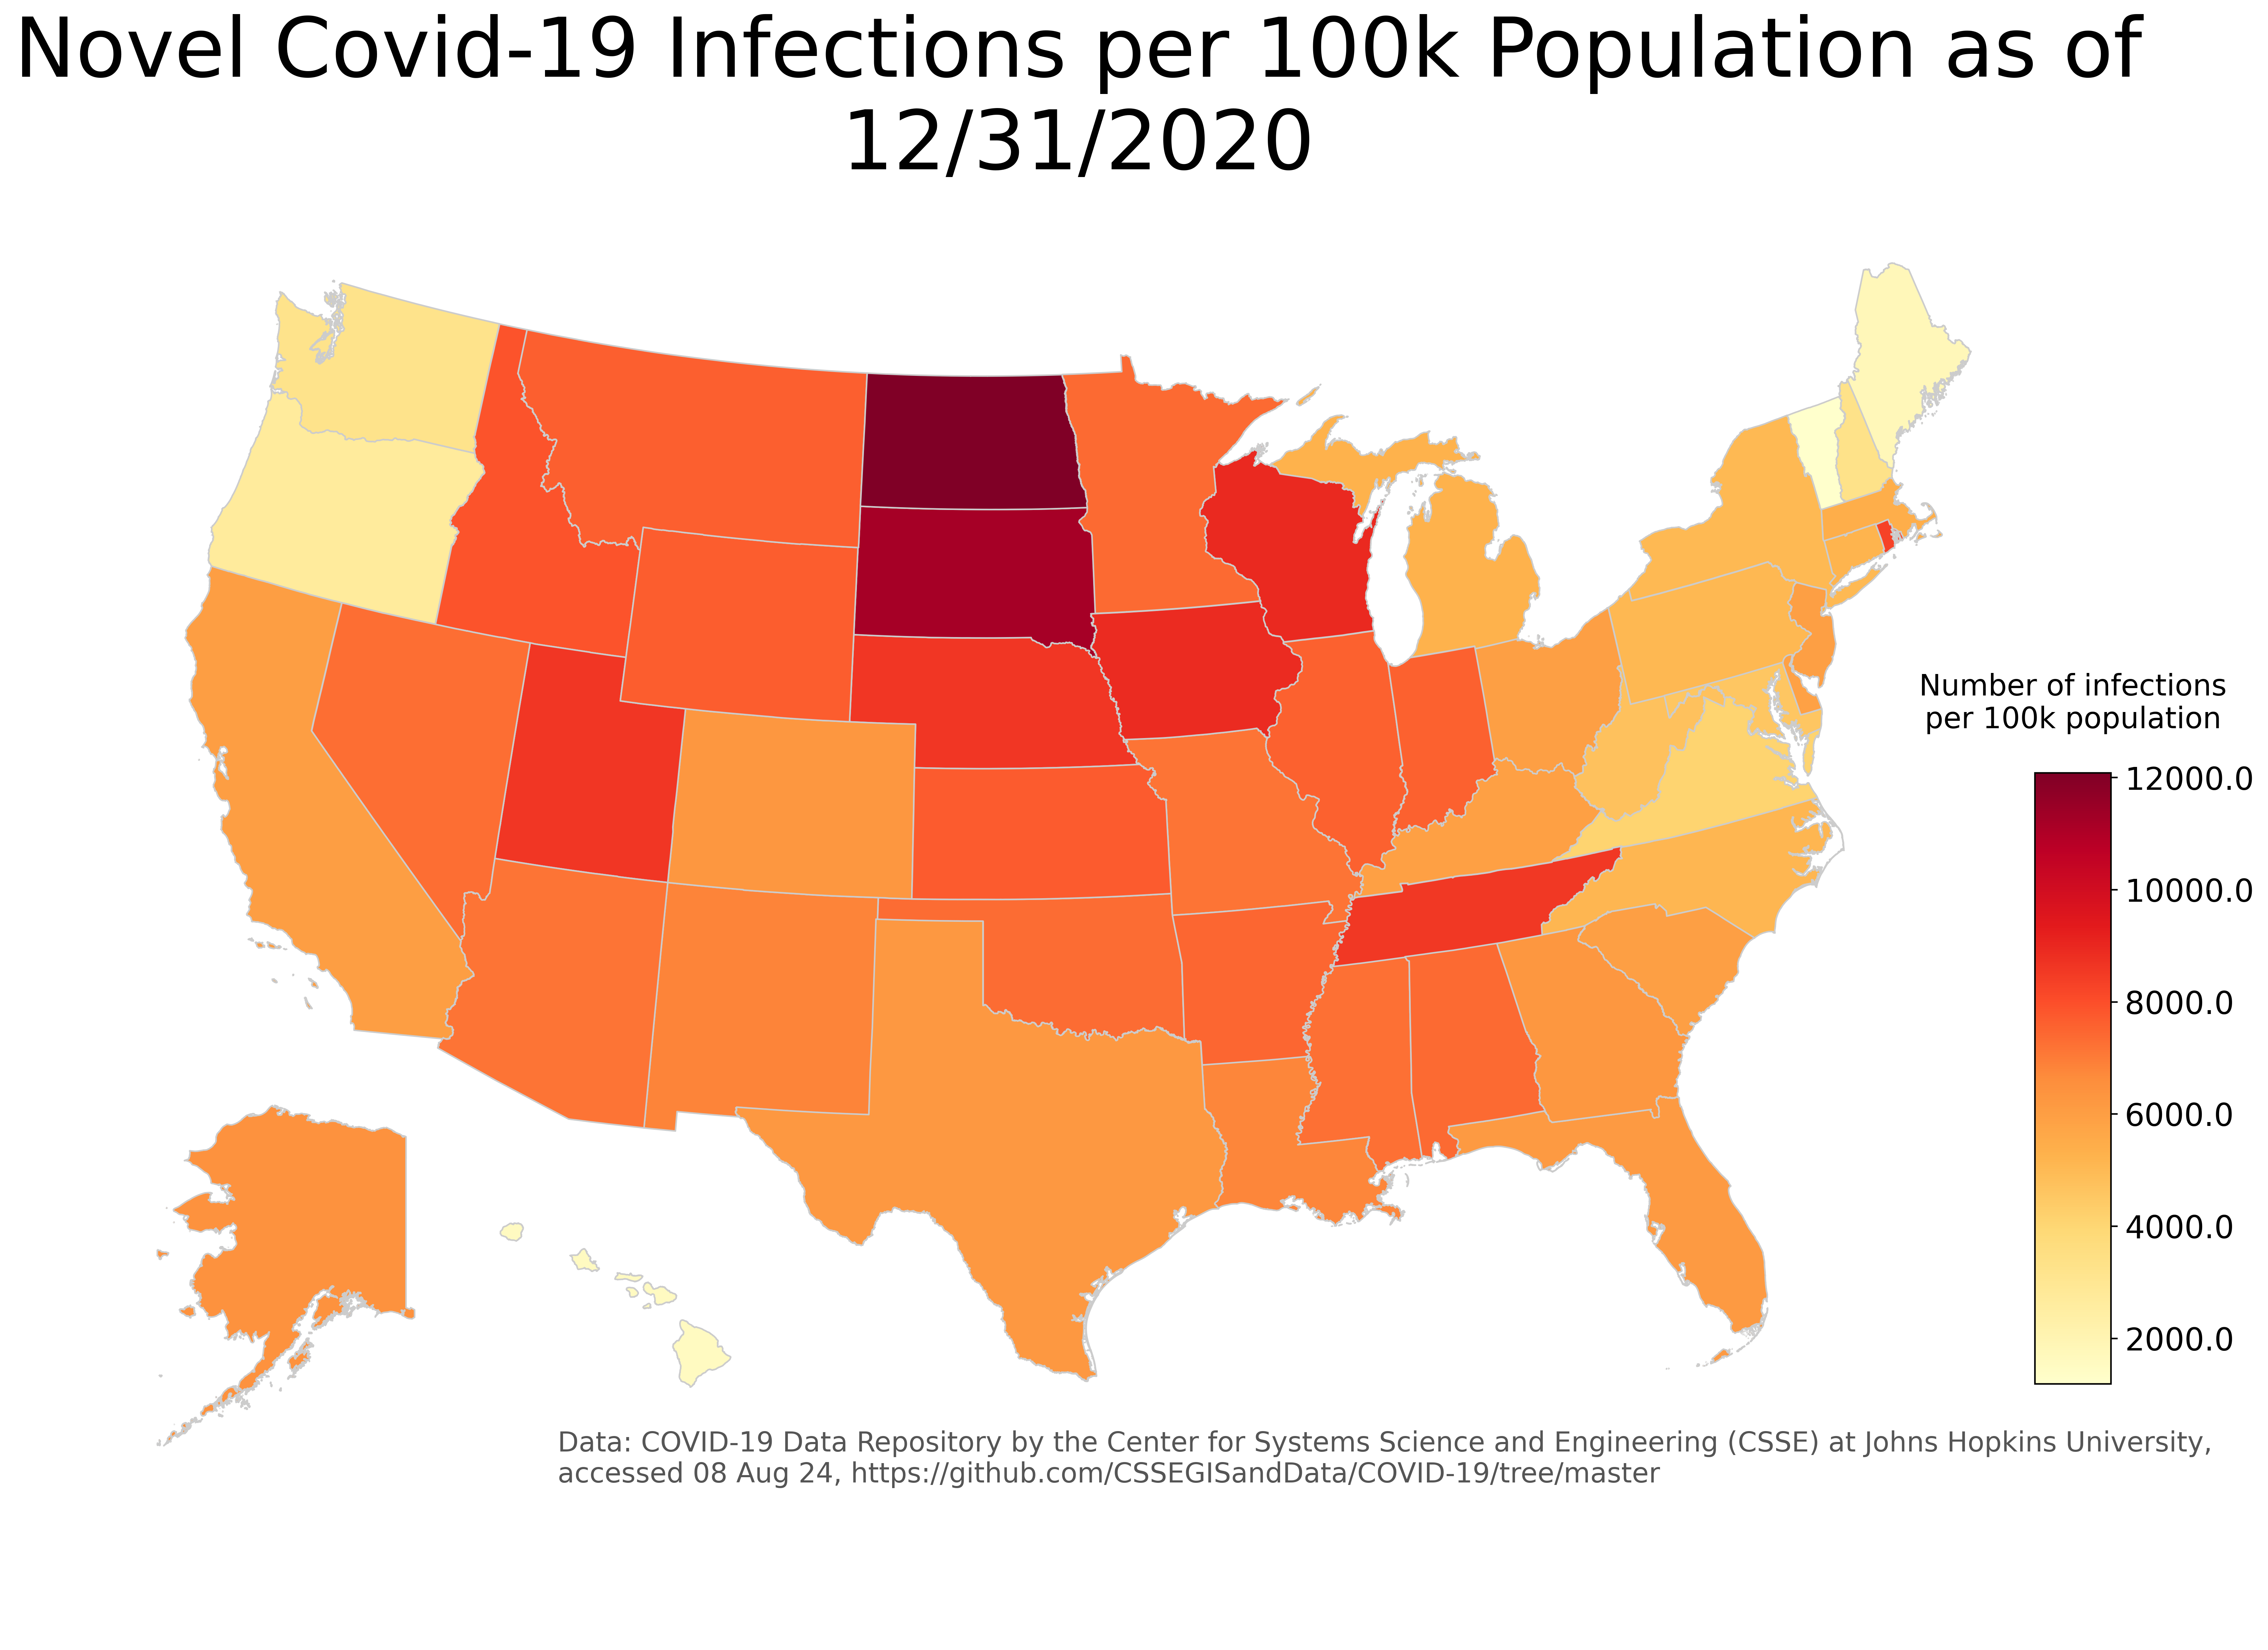 Novel Covid-19 Infections per 100k Population as of
12/31/2020
Number of infections
per 100k population
12000.0
10000.0
8000.0
6000.0
4000.0
2000.0
Data: COVID-19 Data Repository by the Center for Systems Science and Engineering (CSSE) at Johns Hopkins University,
accessed 08 Aug 24, https://github.com/CSSEGISandData/COVID-19/tree/master